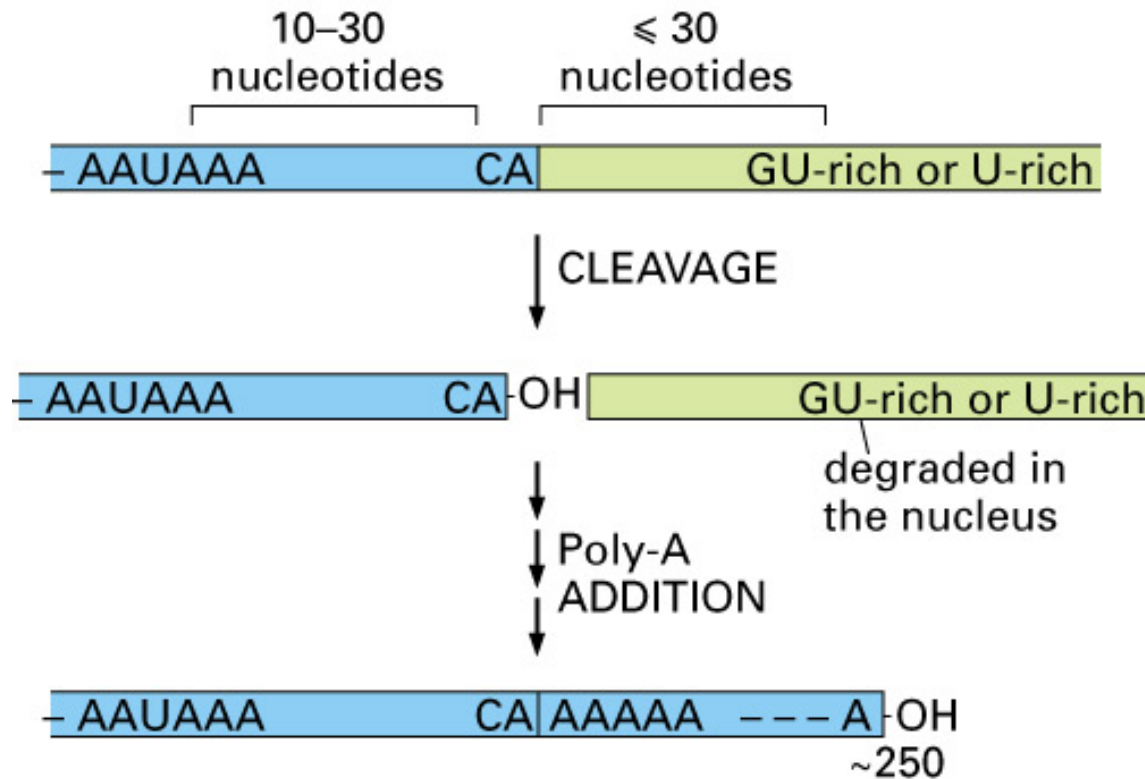 10–30
nucleotides
≤ 30
nucleotides
– AAUAAA CA GU-rich or U-rich
CLEAVAGE
– AAUAAA CA -OH GU-rich or U-rich
degraded in
the nucleus
Poly-A
ADDITION
– AAUAAA CA AAAAA – – – A -OH
~250